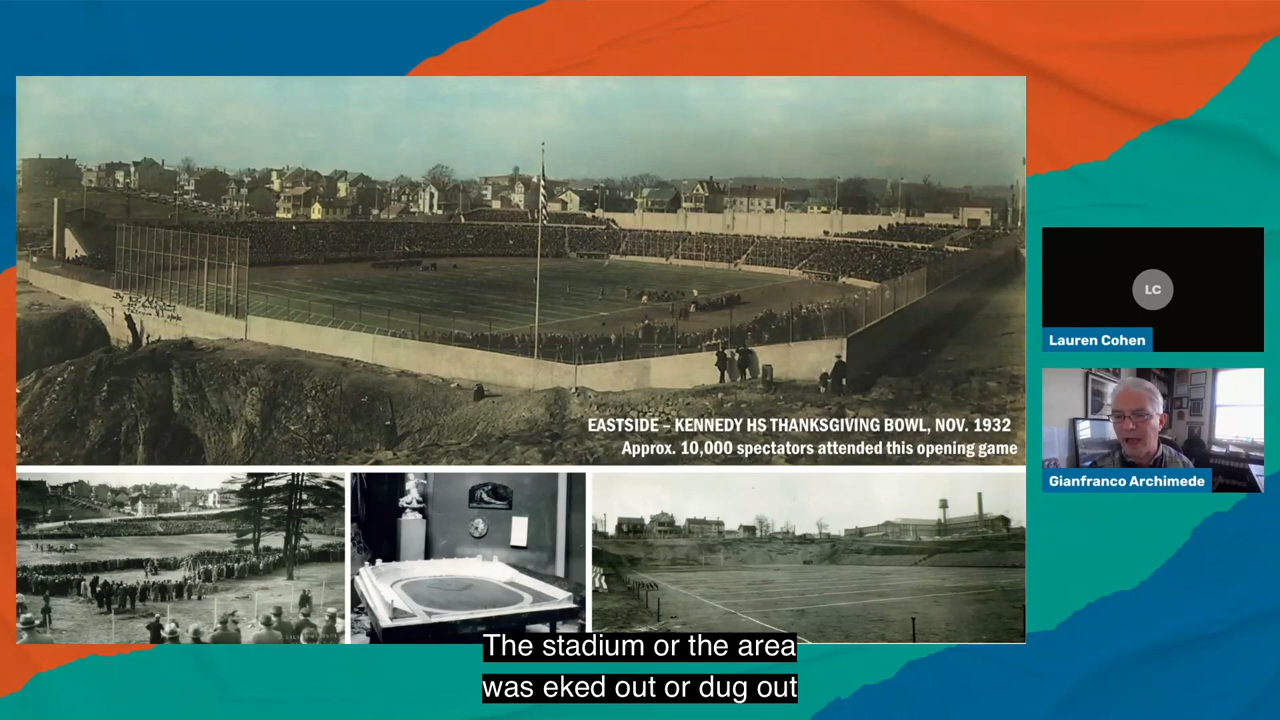 EASTSIDE – KENNEDY HS THANKSGIVING BOWL, NOV. 1932
Approx. 10,000 spectators attended this opening game
LC
Lauren Cohen
Gianfranco Archimede
The stadium or the area
was eked out or dug out